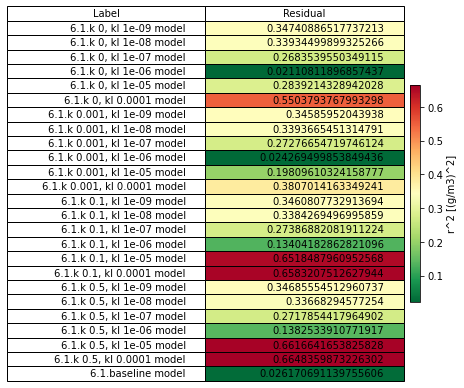 Label Residual
6.1.k 0, kl 1e-09 model 0.34740886517737213
6.1.k 0, kl 1e-08 model 0.33934499899325266
6.1.k 0, kl 1e-07 model 0.2683539550349115
6.1.k 0, kl 1e-06 model 0.02110811896857437
6.1.k 0, kl 1e-05 model 0.283921428942028
6.1.k 0, kl 0.0001 model 0.5503793767993298
6.1.k 0.001, kl 1e-09 model 0.34585952043938
6.1.k 0.001, kl 1e-08 model 0.3393665451314791
6.1.k 0.001, kl 1e-07 model 0.27276654719746124
6.1.k 0.001, kl 1e-06 model 0.024269499853849436
6.1.k 0.001, kl 1e-05 model 0.19809610324158777
6.1.k 0.001, kl 0.0001 model 0.3807014163349241
6.1.k 0.1, kl 1e-09 model 0.3460807732913694
6.1.k 0.1, kl 1e-08 model 0.3384269496995859
6.1.k 0.1, kl 1e-07 model 0.27386882081911224
6.1.k 0.1, kl 1e-06 model 0.13404182862821096
6.1.k 0.1, kl 1e-05 model 0.6518487960952568
6.1.k 0.1, kl 0.0001 model 0.6583207512627944
6.1.k 0.5, kl 1e-09 model 0.34685554512960737
6.1.k 0.5, kl 1e-08 model 0.33668294577254
6.1.k 0.5, kl 1e-07 model 0.2717854417964902
6.1.k 0.5, kl 1e-06 model 0.1382533910771917
6.1.k 0.5, kl 1e-05 model 0.6616641653825828
6.1.k 0.5, kl 0.0001 model 0.6648359873226302
6.1.baseline model 0.026170691139755606
0.6
0.5
0.4
0.3
0.2
0.1
r^2 [(g/m3)^2]